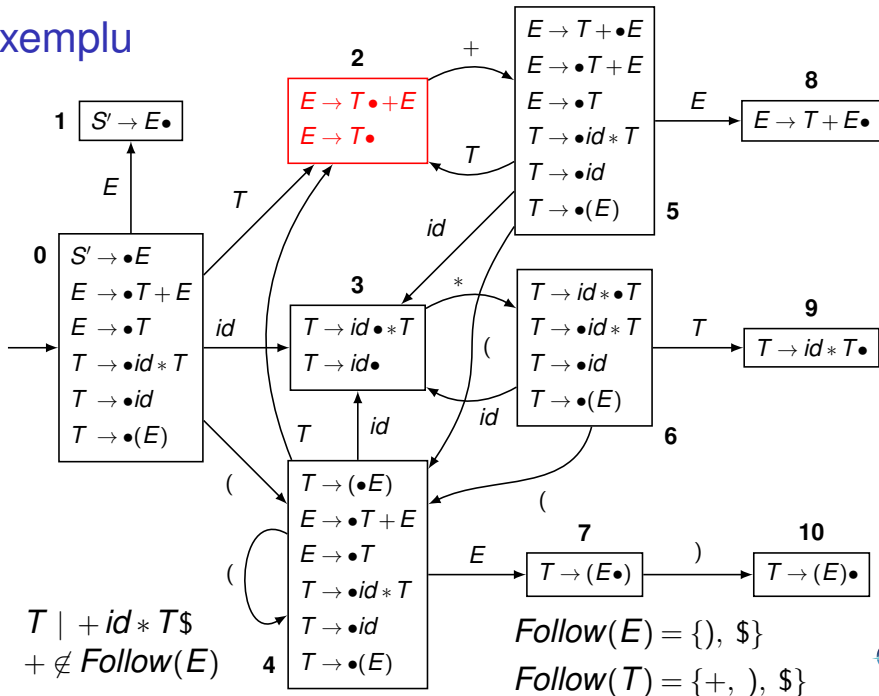 xemplu
1
S′ → E•
E
0
S′ → •E
E → •T + E
E → •T
T → •id ∗ T
T → •id
T → •(E)
T
id
(
2
E → T• + E
E → T•
+
T
3
T → id• ∗ T
T → id•
∗
id
id
id
(
T
(
4
T → (•E)
E → •T + E
E → •T
T → •id ∗ T
T → •id
T → •(E)
5
E → T + •E
E → •T + E
E → •T
T → •id ∗ T
T → •id
T → •(E)
E
8
E → T + E•
6
T → id ∗ •T
T → •id ∗ T
T → •id
T → •(E)
T
9
T → id ∗ T•
(
E
7
T → (E•)
)
10
T → (E)•
T | + id ∗ T$
+ ∉ Follow(E)
Follow(E) = {), $}
Follow(T) = {+, ), $}